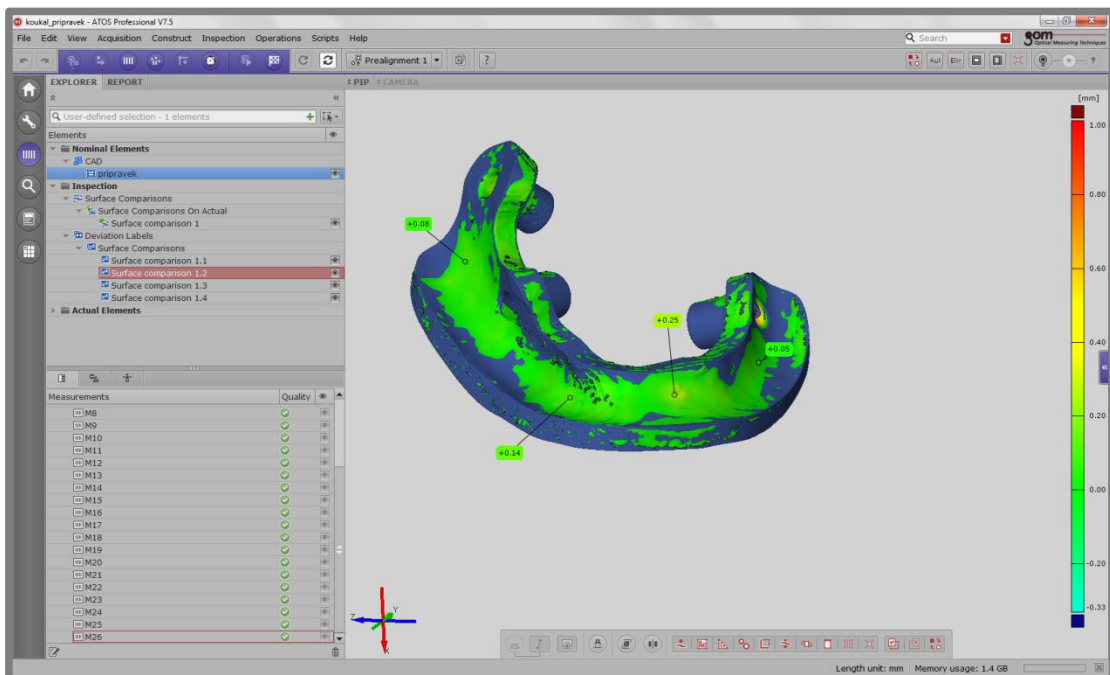 koukal_pripravek - ATOS Professional V7.5
File Edit View Acquisition Construct Inspection Operations Scripts Help
Search
gom
Optical Measuring Techniques
Prealignment 1
?
EXPLORER REPORT
PIP CAMERA
User-defined selection - 1 elements
Elements
Nominal Elements
CAD
pripravek
Inspection
Surface Comparisons
Surface Comparisons On Actual
Surface comparison 1
Deviation Labels
Surface Comparisons
Surface comparison 1.1
Surface comparison 1.2
Surface comparison 1.3
Surface comparison 1.4
Actual Elements
Measurements Quality
M8
M9
M10
M11
M12
M13
M14
M15
M16
M17
M18
M19
M20
M21
M22
M23
M24
M25
M26
+0.08
+0.25
+0.05
+0.14
Z
Y
X
[mm]
1.00
0.80
0.60
0.40
0.20
0.00
-0.20
-0.33
Length unit: mm Memory usage: 1.4 GB